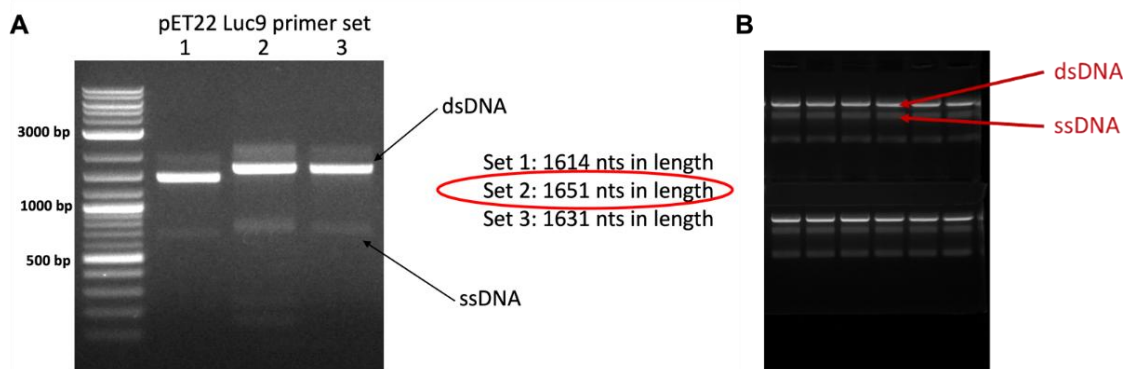 A
pET22 Luc9 primer set
1 2 3
3000 bp
1000 bp
500 bp
dsDNA
ssDNA
Set 1: 1614 nts in length
Set 2: 1651 nts in length
Set 3: 1631 nts in length
B
dsDNA
ssDNA